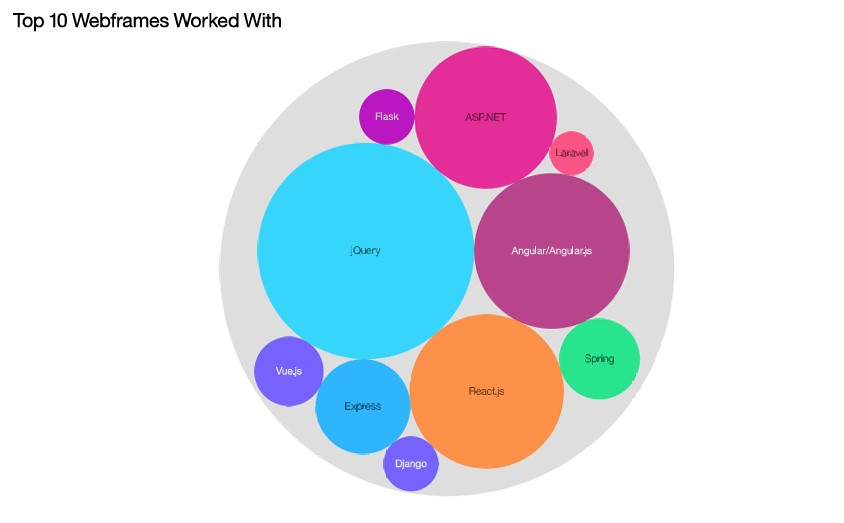 Top 10 Webframes Worked With
Flask
ASP.NET
Laravel
jQuery
Angular/Angular.js
Spring
Vue.js
React.js
Express
Django